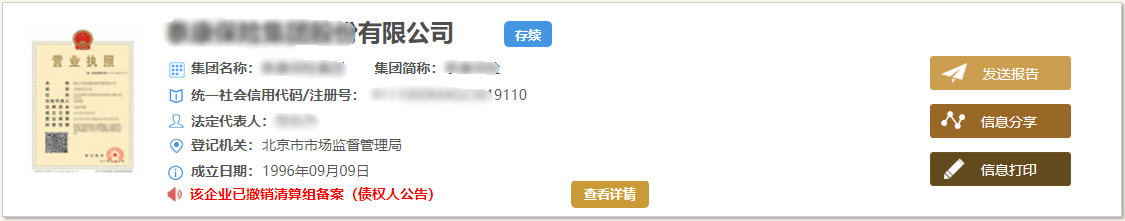 有限公司 存续
集团名称： 集团简称：
统一社会信用代码/注册号： 19110
法定代表人：
登记机关： 北京市市场监督管理局
成立日期： 1996年09月09日
该企业已撤销清算组备案（债权人公告） 查看详情
营业执照
发送报告
信息分享
信息打印